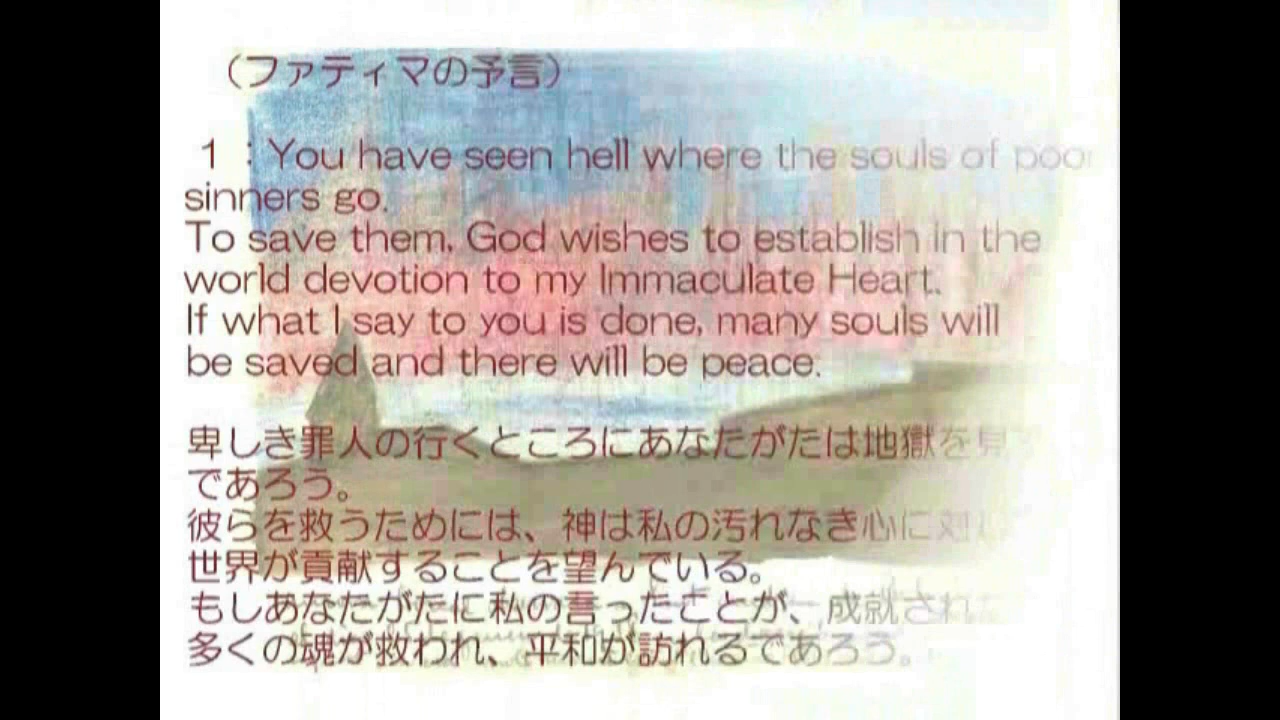 （ファティマの予言）
1：You have seen hell where the souls of poor
sinners go.
To save them, God wishes to establish in the
world devotion to my Immaculate Heart.
If what I say to you is done, many souls will
be saved and there will be peace.
卑しき罪人の行くところにあなたがたは地獄を見る
であろう。
彼らを救うためには、神は私の汚れなき心に対し
世界が貢献することを望んでいる。
もしあなたがたに私の言ったことが、成就され
多くの魂が救われ、平和が訪れるであろう。